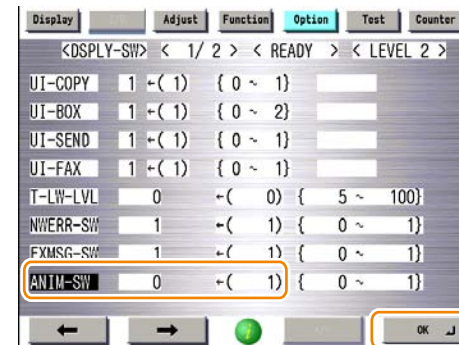 Display I/O Adjust Function Option Test Counter
<DSPLY-SW> < 1/ 2 > < READY > < LEVEL 2 >
UI-COPY 1 ←( 1) { 0 ~ 1}
UI-BOX 1 ←( 1) { 0 ~ 2}
UI-SEND 1 ←( 1) { 0 ~ 1}
UI-FAX 1 ←( 1) { 0 ~ 1}
T-LW-LVL 0 ←( 0) { 5 ~ 100}
NWERR-SW 1 ←( 1) { 0 ~ 1}
EXMSG-SW 1 ←( 1) { 0 ~ 1}
ANIM-SW 0 ←( 1) { 0 ~ 1}
← → i +/- OK